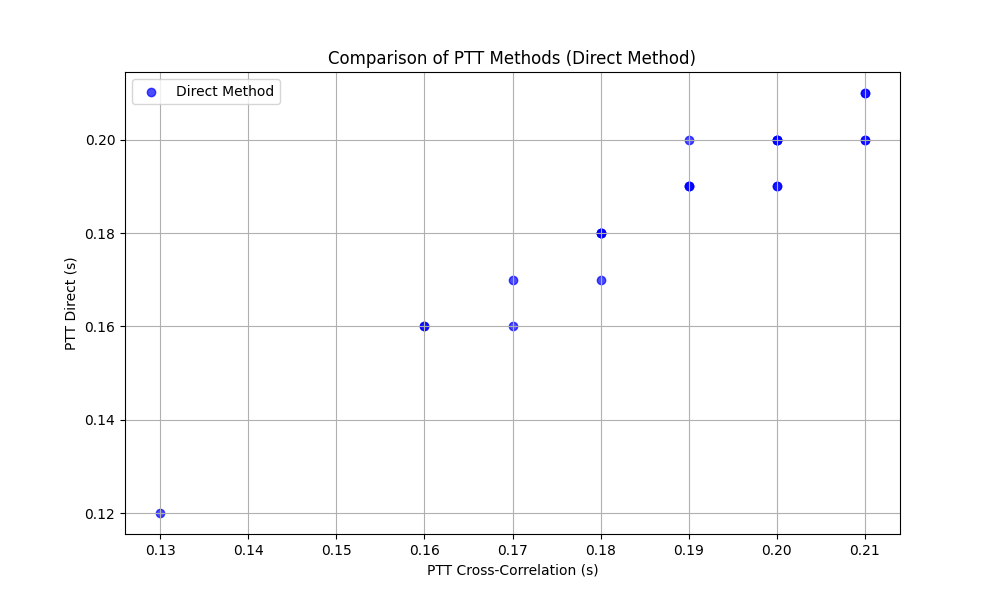 Comparison of PTT Methods (Direct Method)
Direct Method
0.20
0.18
0.16
0.14
0.12
PTT Direct (s)
0.13 0.14 0.15 0.16 0.17 0.18 0.19 0.20 0.21
PTT Cross-Correlation (s)